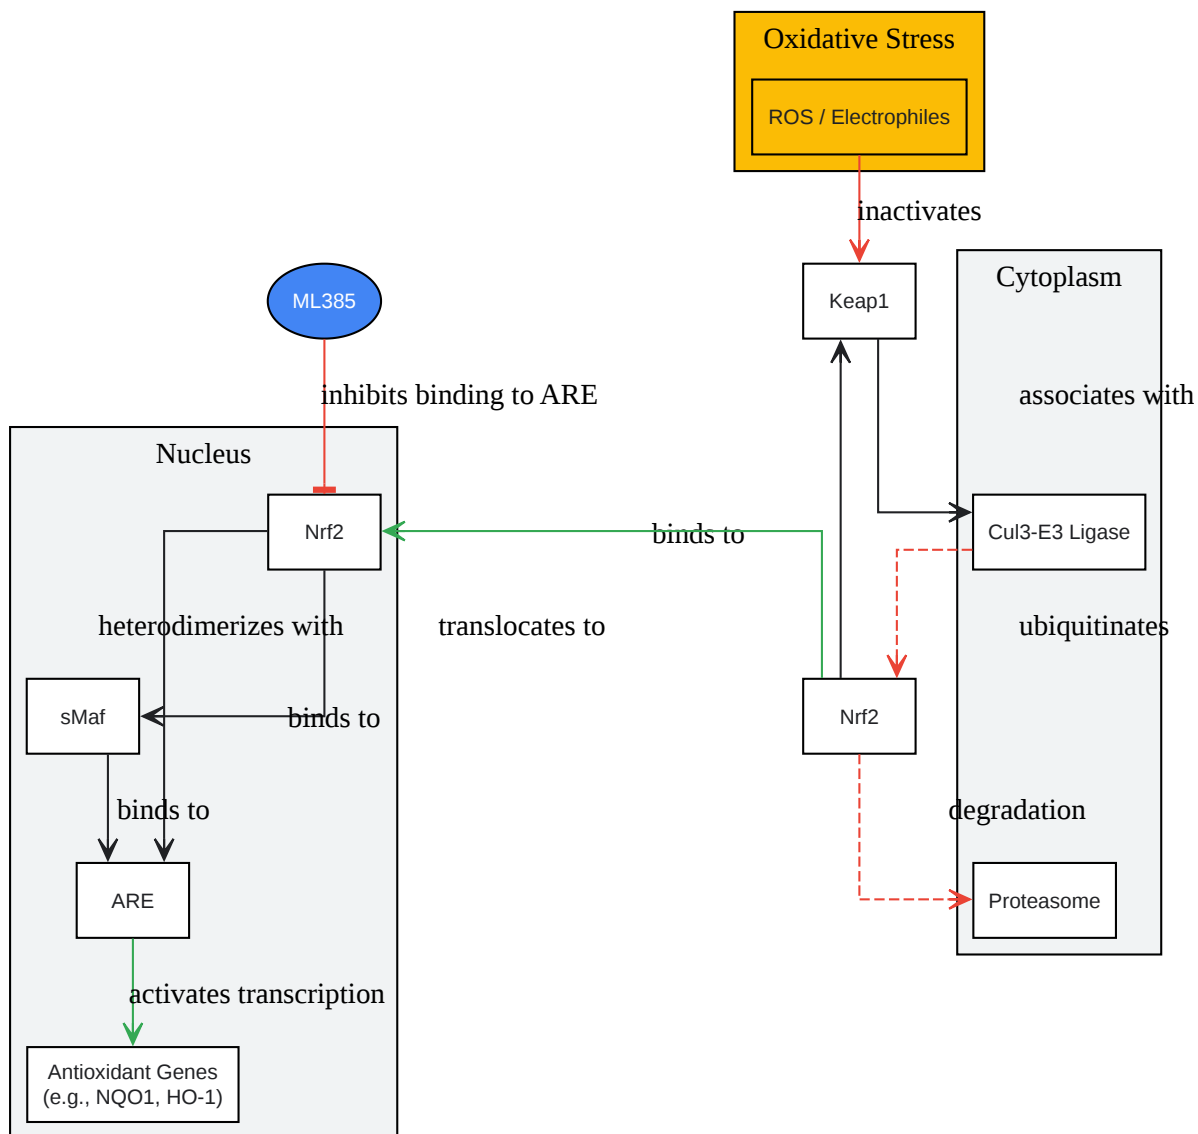 Oxidative Stress
ROS / Electrophiles
inactivates
Cytoplasm
ML385
Keap1
inhibits binding to ARE
associates with
Nucleus
Nrf2
binds to
Cul3-E3 Ligase
heterodimerizes with
translocates to
ubiquitinates
sMaf
binds to
Nrf2
binds to
degradation
ARE
Proteasome
activates transcription
Antioxidant Genes
(e.g., NQO1, HO-1)